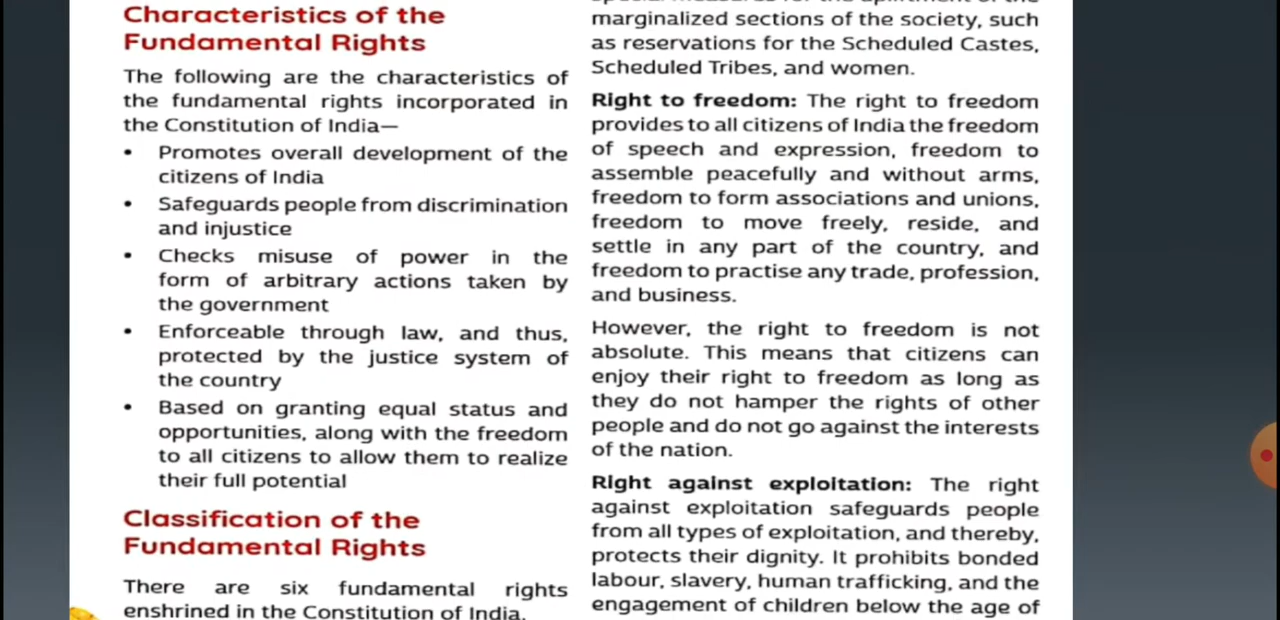 Characteristics of the
Fundamental Rights
The following are the characteristics of
the fundamental rights incorporated in
the Constitution of India—
• Promotes overall development of the
citizens of India
• Safeguards people from discrimination
and injustice
• Checks misuse of power in the
form of arbitrary actions taken by
the government
• Enforceable through law, and thus,
protected by the justice system of
the country
• Based on granting equal status and
opportunities, along with the freedom
to all citizens to allow them to realize
their full potential
Classification of the
Fundamental Rights
There are six fundamental rights
enshrined in the Constitution of India.
marginalized sections of the society, such
as reservations for the Scheduled Castes,
Scheduled Tribes, and women.
Right to freedom: The right to freedom
provides to all citizens of India the freedom
of speech and expression, freedom to
assemble peacefully and without arms,
freedom to form associations and unions,
freedom to move freely, reside, and
settle in any part of the country, and
freedom to practise any trade, profession,
and business.
However, the right to freedom is not
absolute. This means that citizens can
enjoy their right to freedom as long as
they do not hamper the rights of other
people and do not go against the interests
of the nation.
Right against exploitation: The right
against exploitation safeguards people
from all types of exploitation, and thereby,
protects their dignity. It prohibits bonded
labour, slavery, human trafficking, and the
engagement of children below the age of